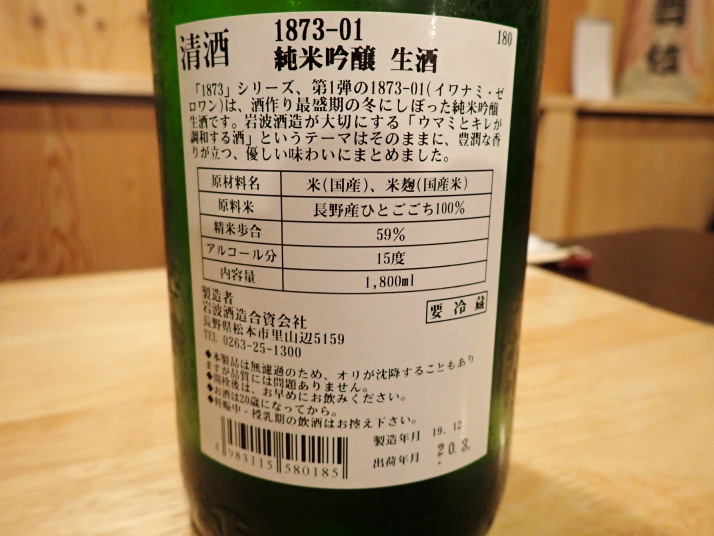 清酒
1873-01
180
純米吟醸 生酒
「1873」シリーズ、第1弾の1873-01(イワナミ・ゼ
ロワン)は、酒作り最盛期の冬にしぼった純米吟醸
生酒です。岩波酒造が大切にする「ウマミとキレが
調和する酒」というテーマはそのままに、豊潤な香
りが立つ、優しい味わいにまとめました。
原材料名 米(国産)、米麹(国産米)
原料米 長野産ひとごごち100%
精米歩合 59%
アルコール分 15度
内容量 1,800ml
製造者
岩波酒造合資会社
長野県松本市里山辺5159
TEL 0263-25-1300
要冷蔵
◆本製品は無濾過のため、オリが沈降することもあり
ますが品質には問題ありません。
◆開栓後は、お早めにお飲みください。
◆お酒は20歳になってから。
◆妊娠中・授乳期の飲酒はお控え下さい。
製造年月 19.12.
出荷年月 20.3.
4 983115 580185